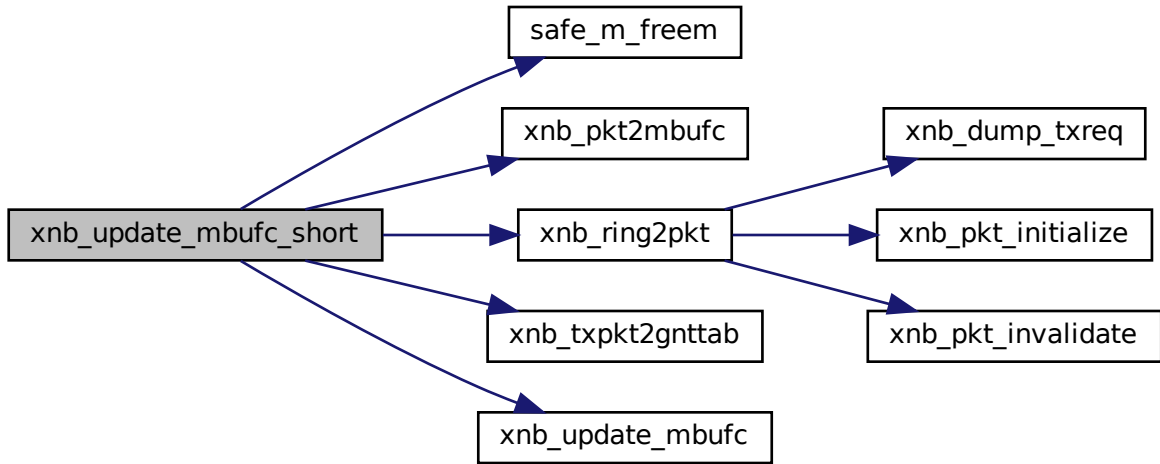 safe_m_freem
xnb_pkt2mbufc
xnb_dump_txreq
xnb_update_mbufc_short
xnb_ring2pkt
xnb_pkt_initialize
xnb_txpkt2gnttab
xnb_pkt_invalidate
xnb_update_mbufc